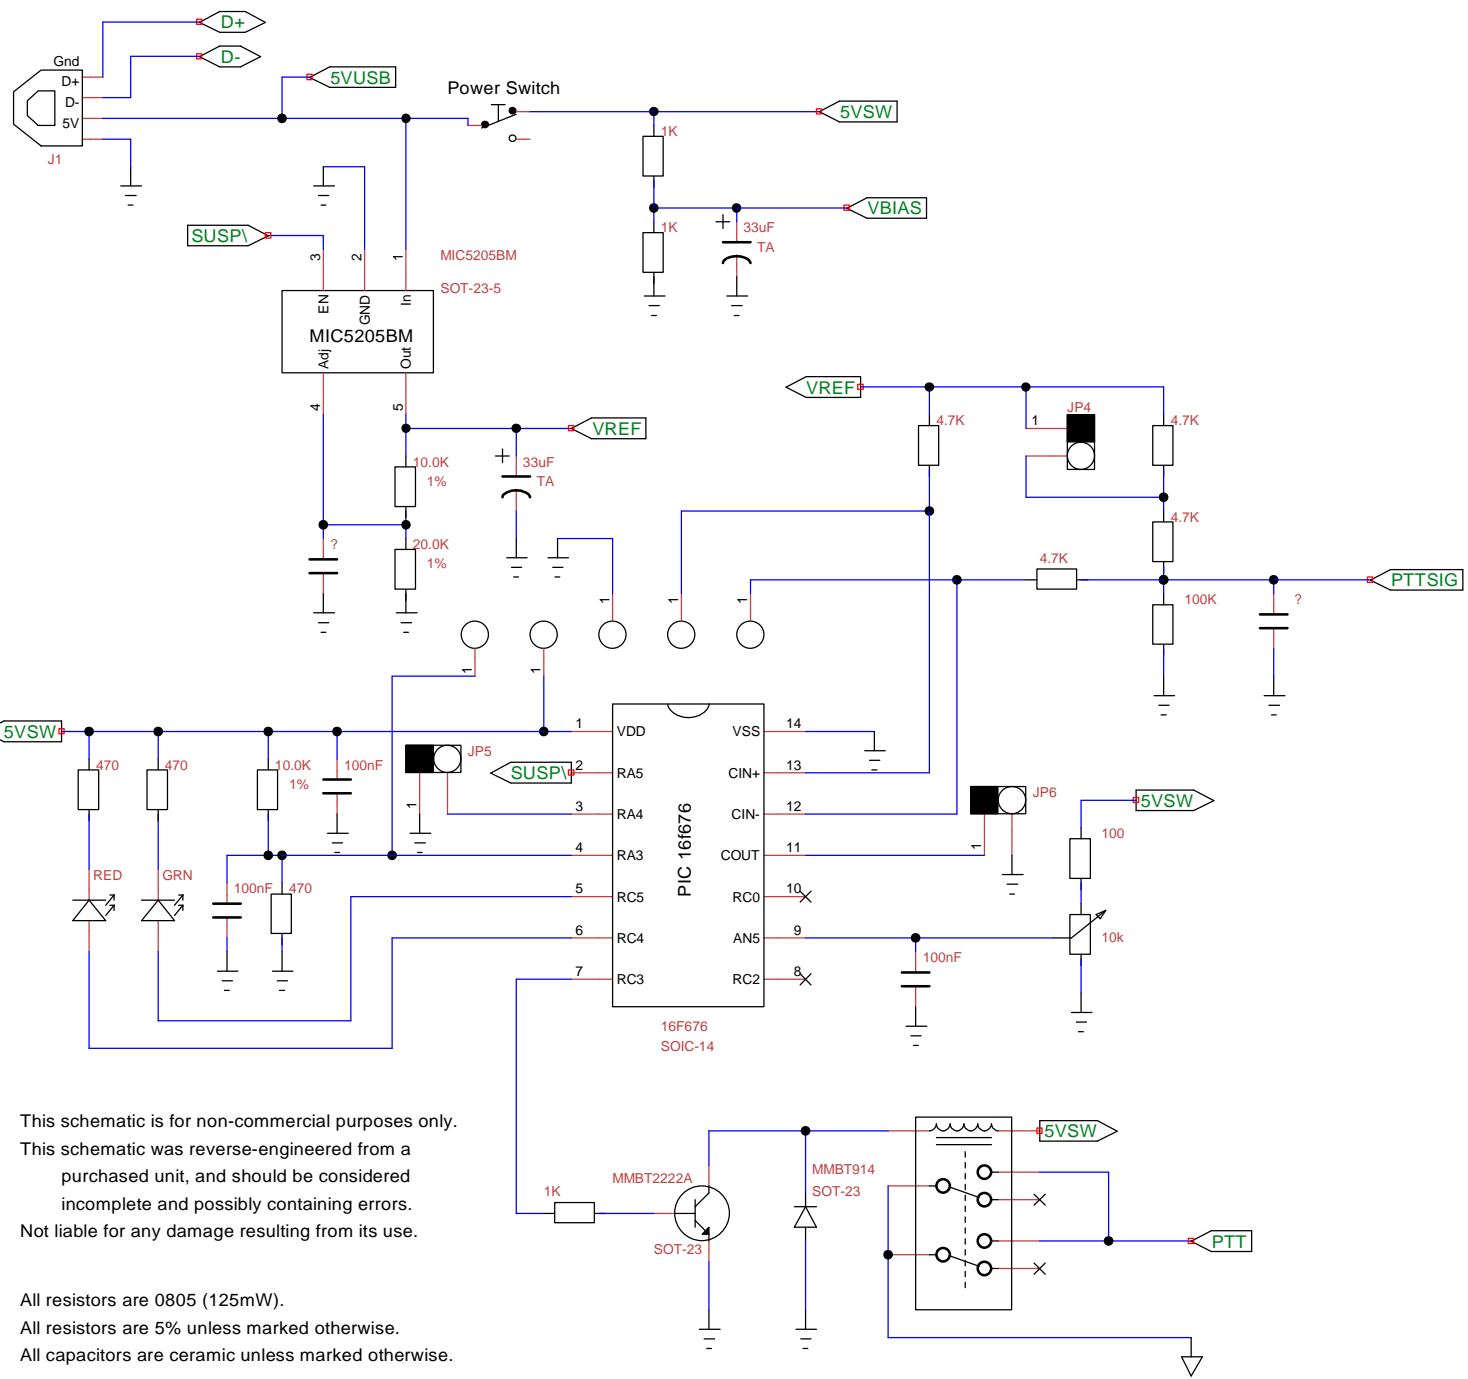 D+
D-
Gnd
D+
D-
5V
J1
5VUSB
Power Switch
5VSW
1K
VBIAS
1K
33uF
TA
SUSP\
3
2
1
MIC5205BM
SOT-23-5
EN
GND
In
MIC5205BM
Adj
Out
4
5
VREF
10.0K
1%
33uF
TA
20.0K
1%
?
VREF
4.7K
JP4
1
4.7K
4.7K
4.7K
100K
?
PTTSIG
1
1
1
1
1
5VSW
470
470
10.0K
1%
100nF
JP5
1
SUSP\
RED
GRN
100nF
470
1
VDD
2
RA5
3
RA4
4
RA3
5
RC5
6
RC4
7
RC3
PIC 16f676
VSS
14
CIN+
13
CIN-
12
COUT
11
RC0
10
AN5
9
RC2
8
16F676
SOIC-14
JP6
1
5VSW
100
10k
100nF
This schematic is for non-commercial purposes only.
This schematic was reverse-engineered from a
purchased unit, and should be considered
incomplete and possibly containing errors.
Not liable for any damage resulting from its use.
All resistors are 0805 (125mW).
All resistors are 5% unless marked otherwise.
All capacitors are ceramic unless marked otherwise.
1K
MMBT2222A
SOT-23
MMBT914
SOT-23
5VSW
PTT